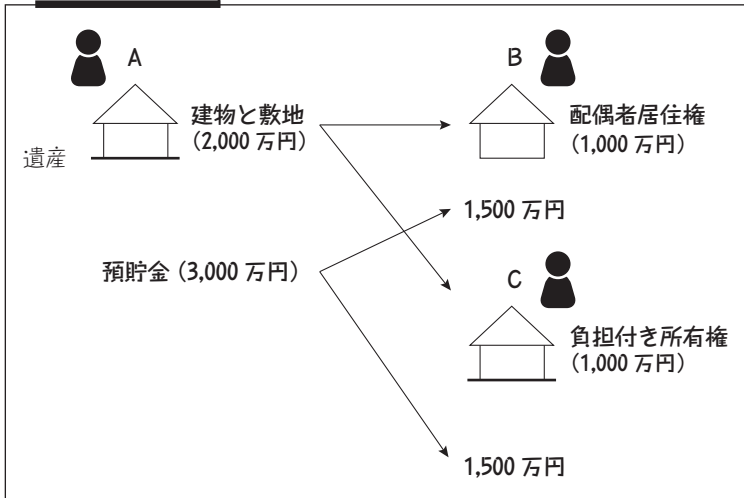 A
建物と敷地
(2,000 万円)
遺産
預貯金 (3,000 万円)
B
配偶者居住権
(1,000 万円)
1,500 万円
C
負担付き所有権
(1,000 万円)
1,500 万円